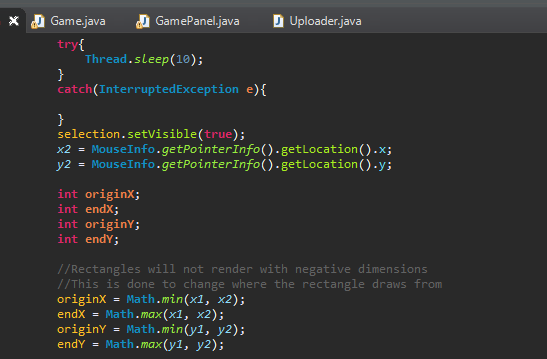 Game.java GamePanel.java Uploader.java
try{
Thread.sleep(10);
}
catch(InterruptedException e){
}
selection.setVisible(true);
x2 = MouseInfo.getPointerInfo().getLocation().x;
y2 = MouseInfo.getPointerInfo().getLocation().y;
int originX;
int endX;
int originY;
int endY;
//Rectangles will not render with negative dimensions
//This is done to change where the rectangle draws from
originX = Math.min(x1, x2);
endX = Math.max(x1, x2);
originY = Math.min(y1, y2);
endY = Math.max(y1, y2);